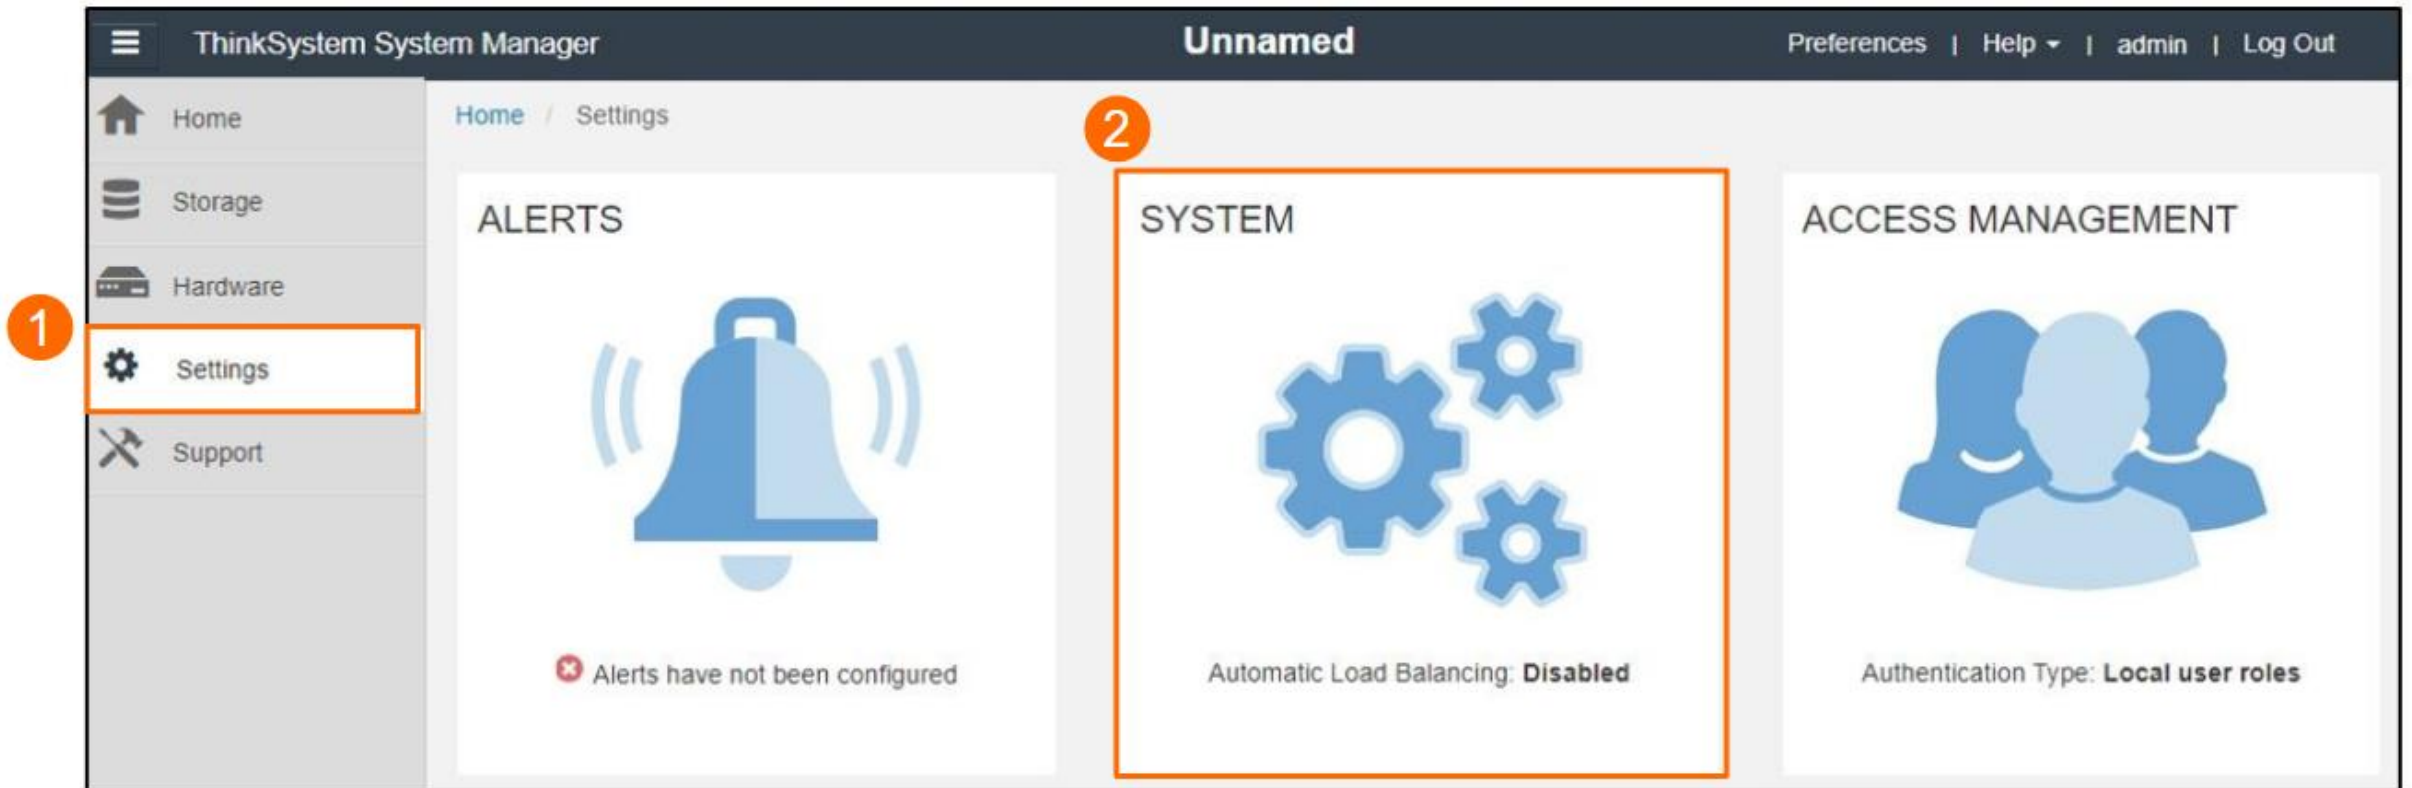 ThinkSystem System Manager
Unnamed
Preferences | Help | admin | Log Out
Home
Storage
Hardware
1
Settings
Support
Home / Settings
2
ALERTS
Alerts have not been configured
SYSTEM
Automatic Load Balancing: Disabled
ACCESS MANAGEMENT
Authentication Type: Local user roles